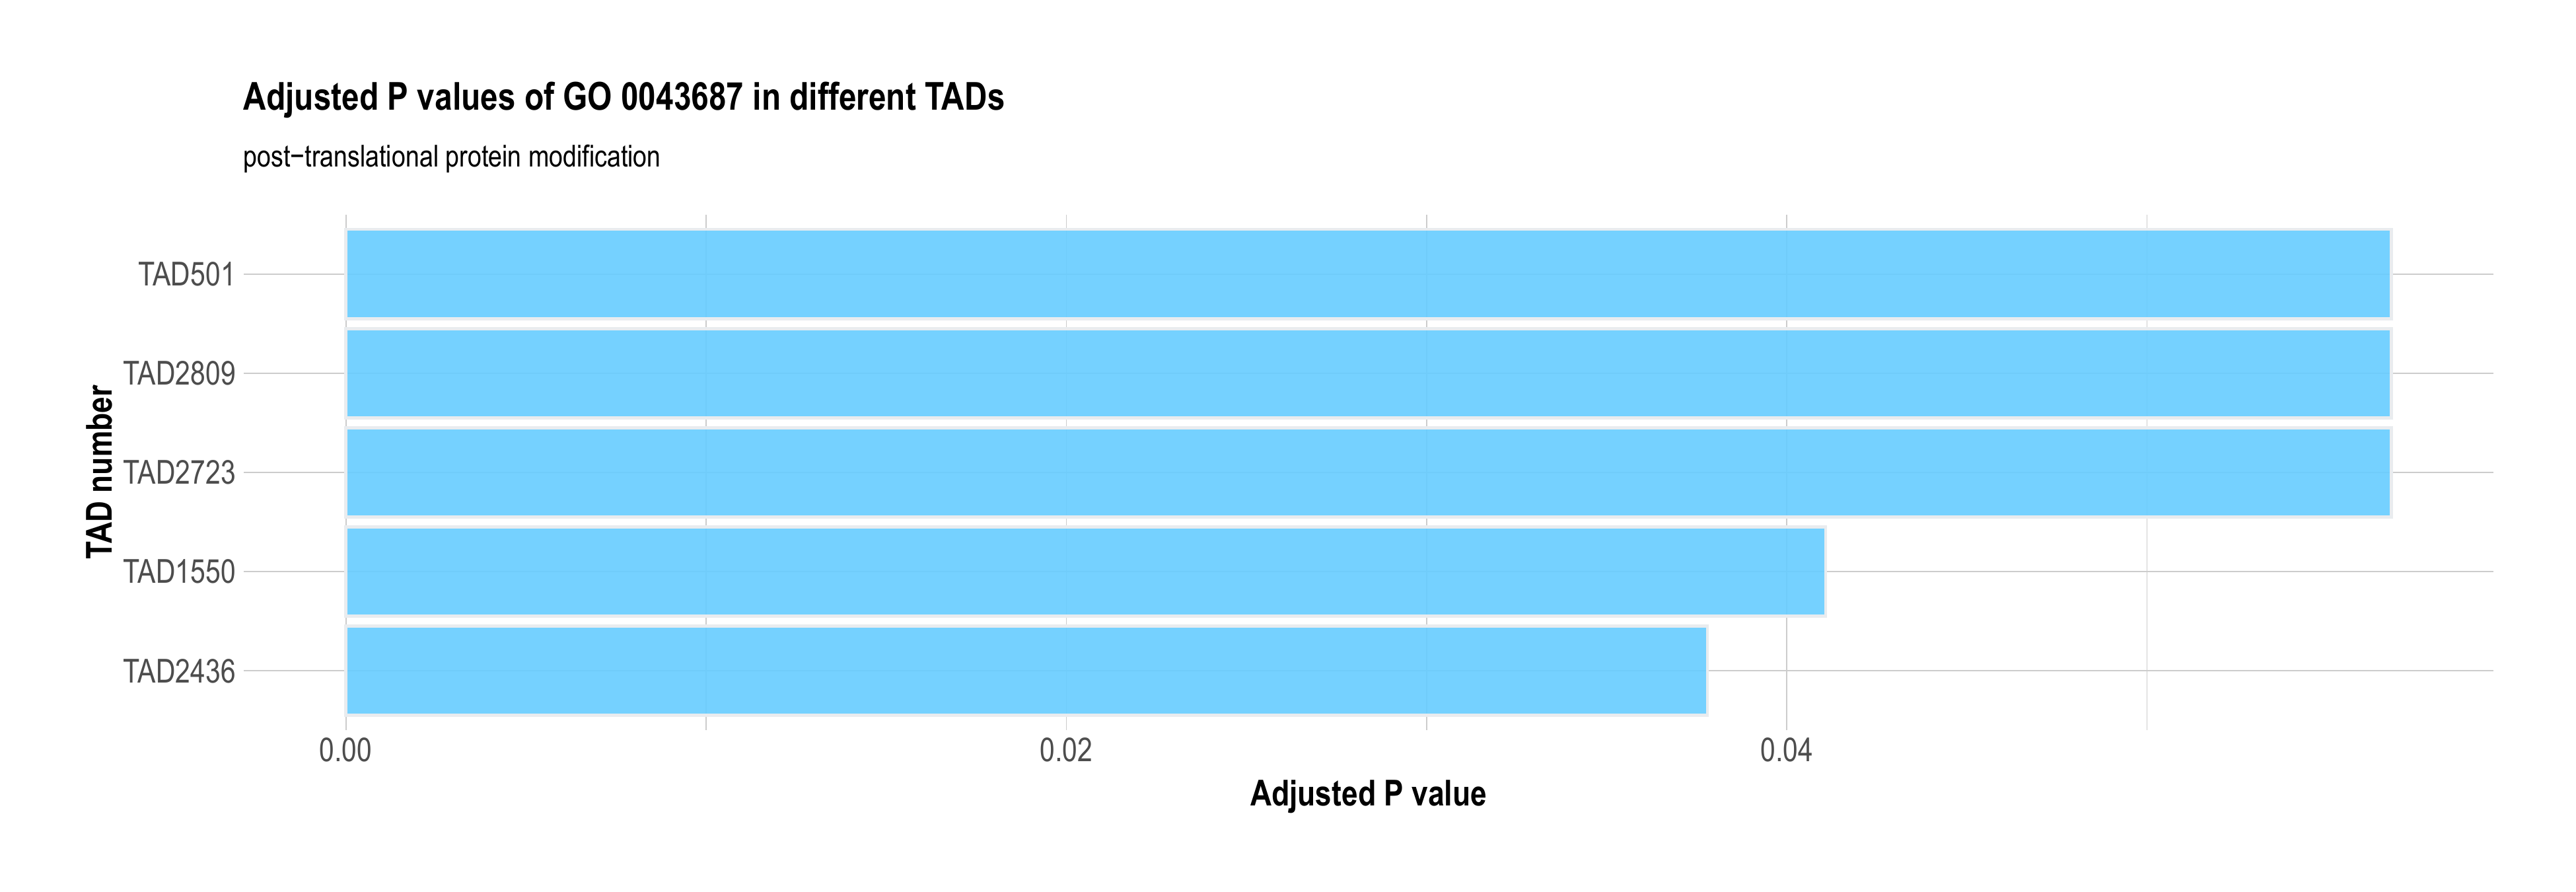 Adjusted P values of GO 0043687 in different TADs
post−translational protein modification
TAD number
TAD501
TAD2809
TAD2723
TAD1550
TAD2436
0.00
0.02
0.04
Adjusted P value